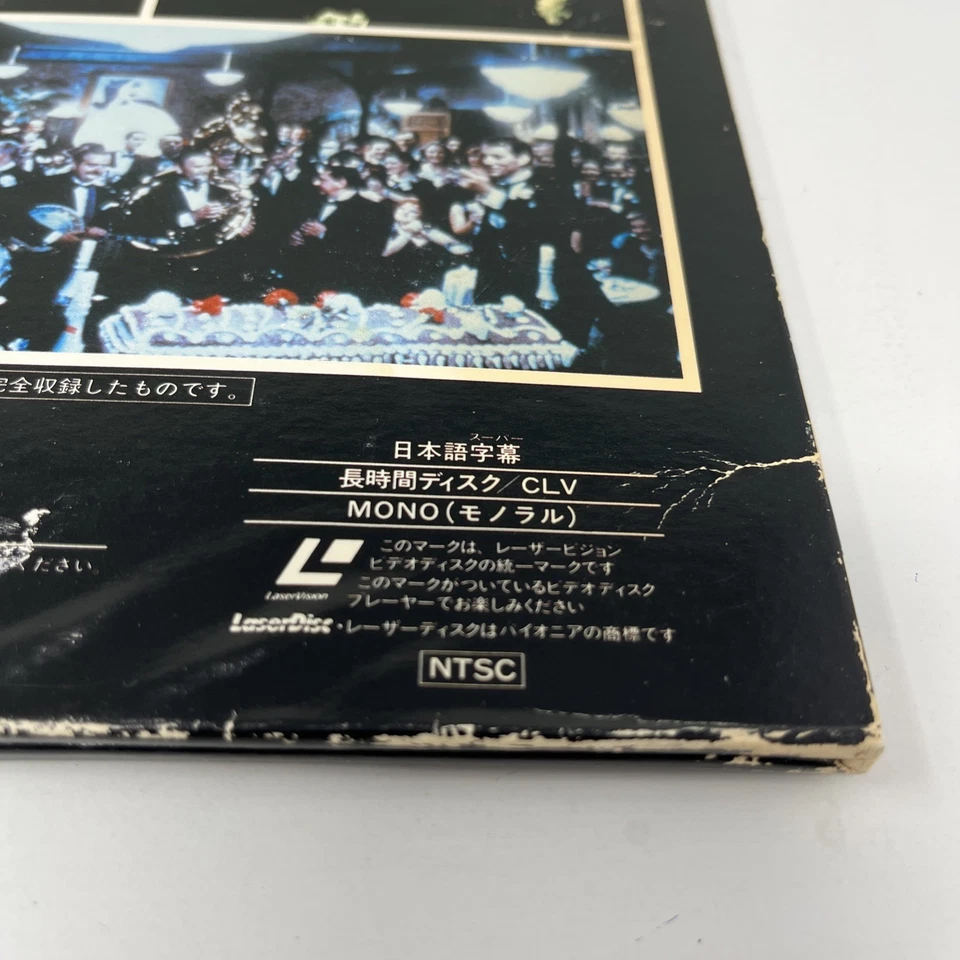 完全収録したものです。
スーパー
日本語字幕
長時間ディスク/CLV
MONO(モノラル)
ください。
このマークは、レーザービジョン
ビデオディスクの統一マークです
このマークがついているビデオディスク
プレーヤーでお楽しみください
LaserVision
LaserDisc・レーザーディスクはパイオニアの商標です
NTSC